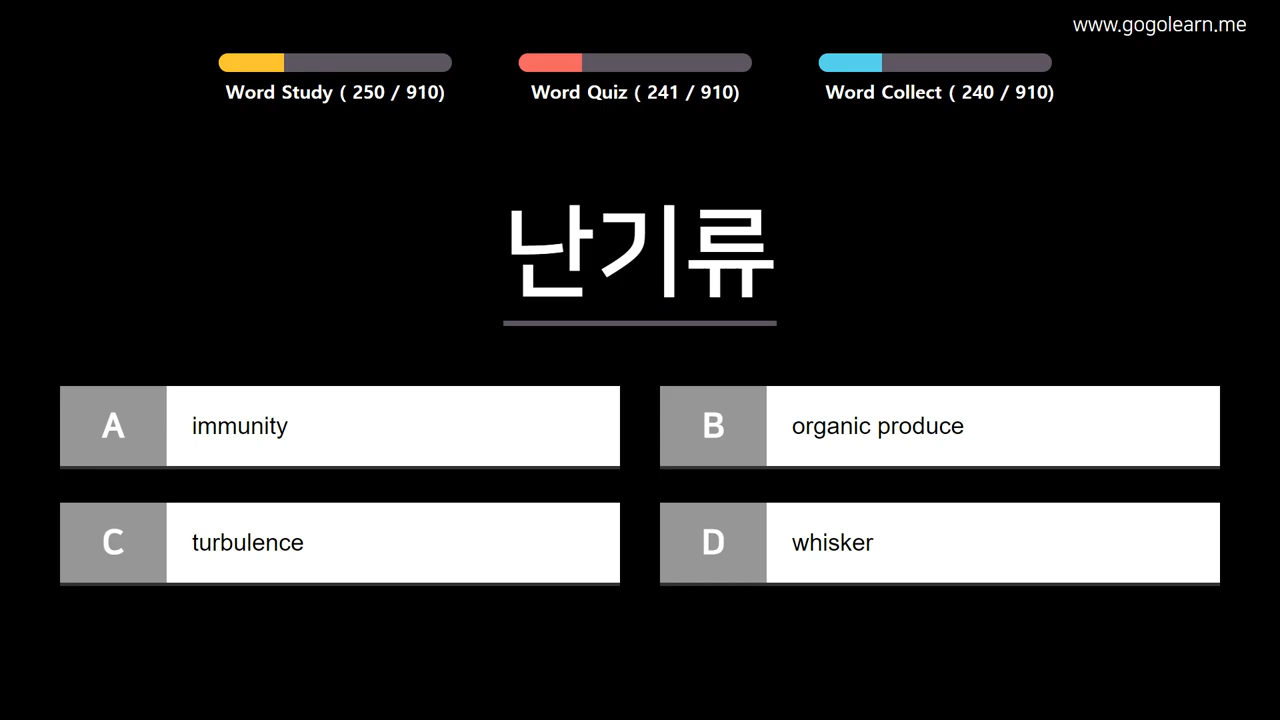 www.gogolearn.me
Word Study ( 250 / 910)
Word Quiz ( 241 / 910)
Word Collect ( 240 / 910)
난기류
A immunity
B organic produce
C turbulence
D whisker